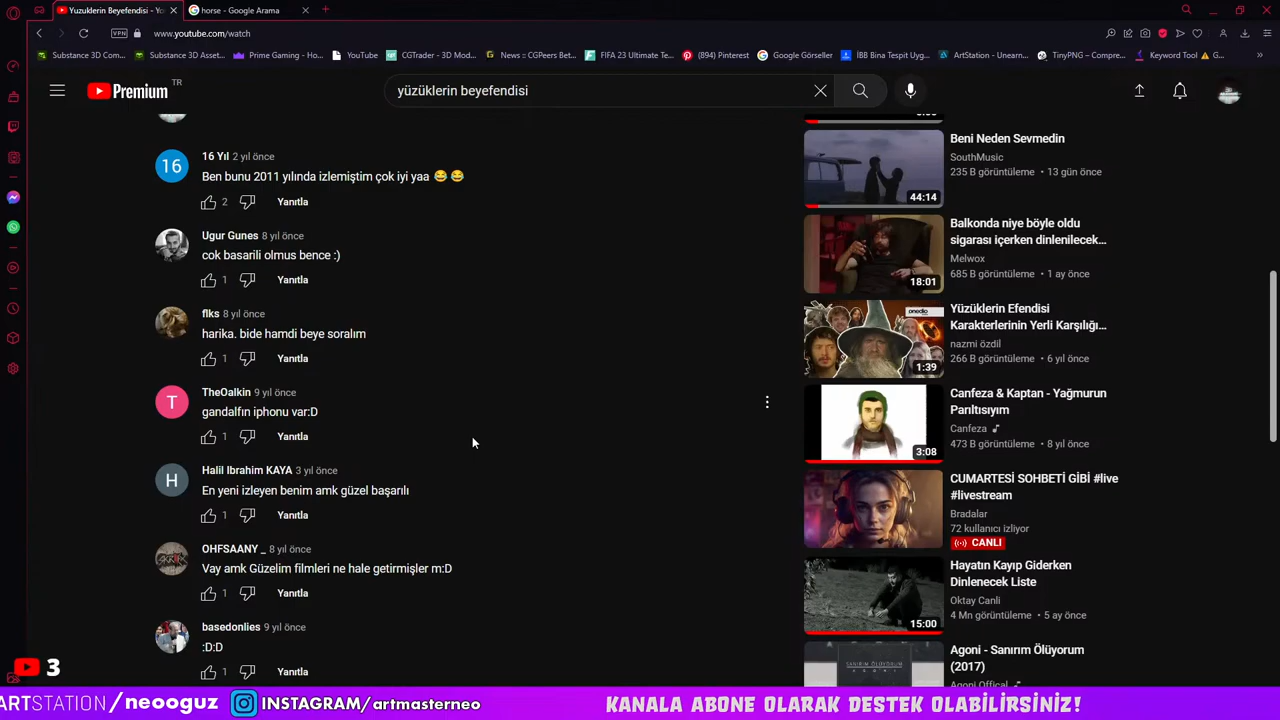 Yuzuklerin Beyefendisi - Yo
horse - Google Arama
VPN
www.youtube.com/watch
Substance 3D Com...
Substance 3D Asset...
Prime Gaming - Ho...
YouTube
CGTrader - 3D Mod...
News :: CGPeers Bet...
FIFA 23 Ultimate Te...
(894) Pinterest
Google Görseller
İBB Bina Tespit Uyg...
ArtStation - Unearn...
TinyPNG – Compre...
Keyword Tool ⚠ G...
Premium TR
yüzüklerin beyefendisi
16
16 Yıl 2 yıl önce
Ben bunu 2011 yılında izlemiştim çok iyi yaa 😂 😂
2 Yanıtla
Ugur Gunes 8 yıl önce
cok basarili olmus bence :)
1 Yanıtla
flks 8 yıl önce
harika. bide hamdi beye soralım
1 Yanıtla
T
TheOalkin 9 yıl önce
gandalfın iphonu var:D
1 Yanıtla
H
Halil Ibrahim KAYA 3 yıl önce
En yeni izleyen benim amk güzel başarılı
1 Yanıtla
OHFSAANY _ 8 yıl önce
Vay amk Güzelim filmleri ne hale getirmişler m:D
1 Yanıtla
basedonlies 9 yıl önce
:D:D
1 Yanıtla
Beni Neden Sevmedin
SouthMusic
235 B görüntüleme • 13 gün önce
44:14
Balkonda niye böyle oldu
sigarası içerken dinlenilecek...
Melwox
685 B görüntüleme • 1 ay önce
18:01
onedio
Yüzüklerin Efendisi
Karakterlerinin Yerli Karşılığı...
nazmi özdil
266 B görüntüleme • 6 yıl önce
1:39
Canfeza & Kaptan - Yağmurun
Parıltısıyım
Canfeza
473 B görüntüleme • 8 yıl önce
3:08
CUMARTESİ SOHBETİ GİBİ #live
#livestream
Bradalar
72 kullanıcı izliyor
CANLI
Hayatın Kayıp Giderken
Dinlenecek Liste
Oktay Canli
4 Mn görüntüleme • 5 ay önce
15:00
Agoni - Sanırım Ölüyorum
(2017)
SANIRIM ÖLÜYORUM
3
ARTSTATION/neooguz
INSTAGRAM/artmasterneo
KANALA ABONE OLARAK DESTEK OLABİLİRSİNİZ!